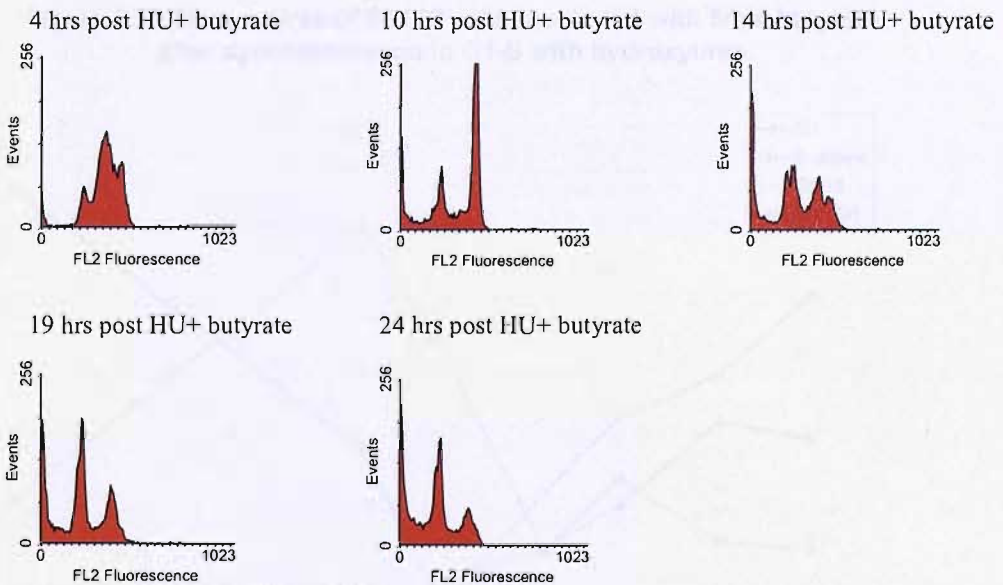 4 hrs post HU+ butyrate
10 hrs post HU+ butyrate
14 hrs post HU+ butyrate
256
Events
0
0
1023
FL2 Fluorescence
256
Events
0
0
1023
FL2 Fluorescence
256
Events
0
0
1023
FL2 Fluorescence
19 hrs post HU+ butyrate
24 hrs post HU+ butyrate
256
Events
0
0
1023
FL2 Fluorescence
256
Events
0
0
1023
FL2 Fluorescence